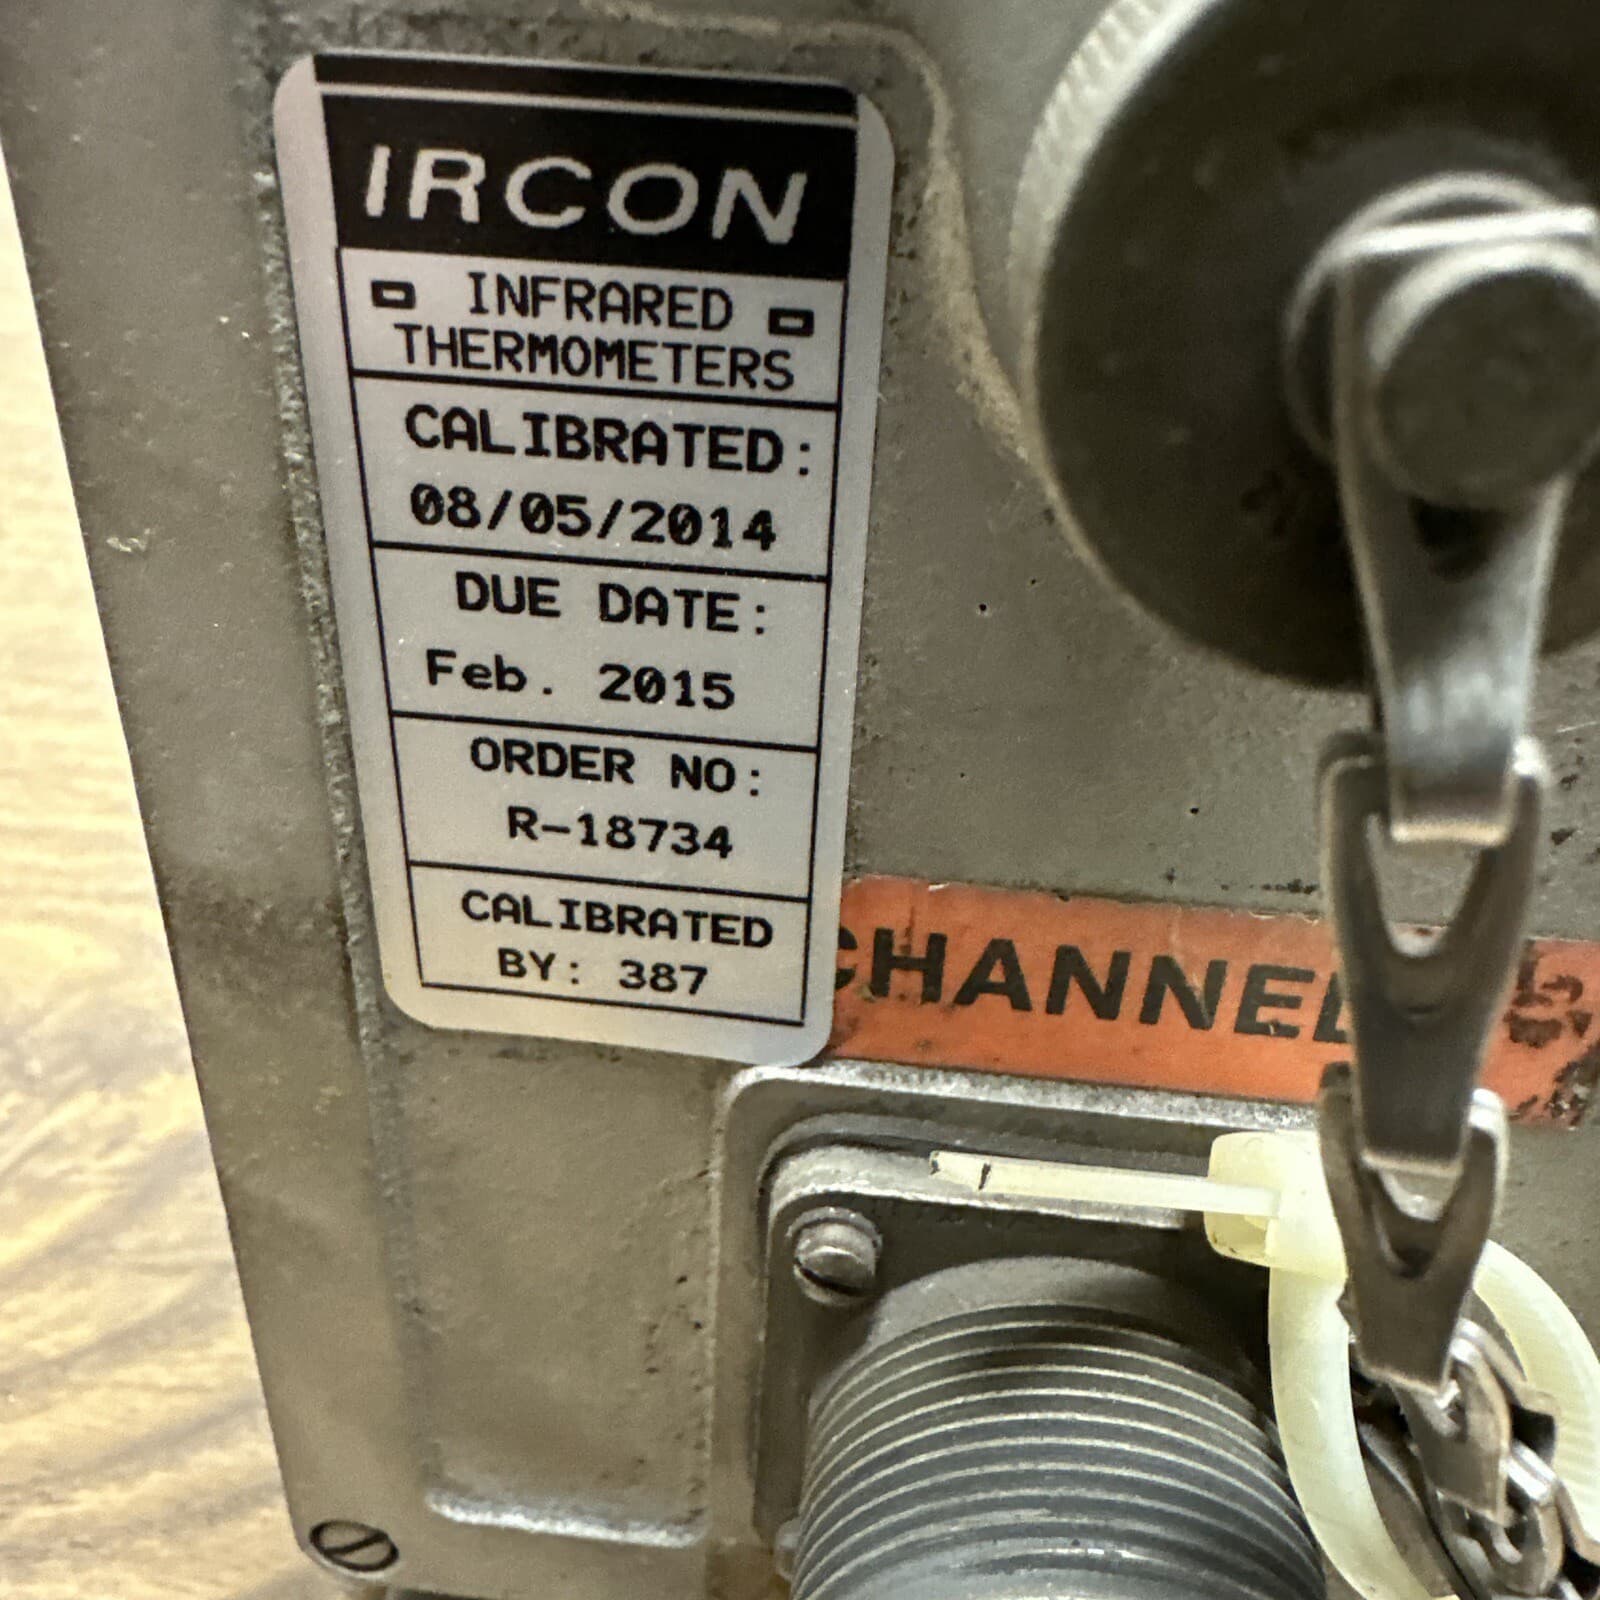 IRCON
INFRARED
THERMOMETERS
CALIBRATED:
08/05/2014
DUE DATE:
Feb. 2015
ORDER NO:
R-18734
CALIBRATED
BY: 387
CHANNEL